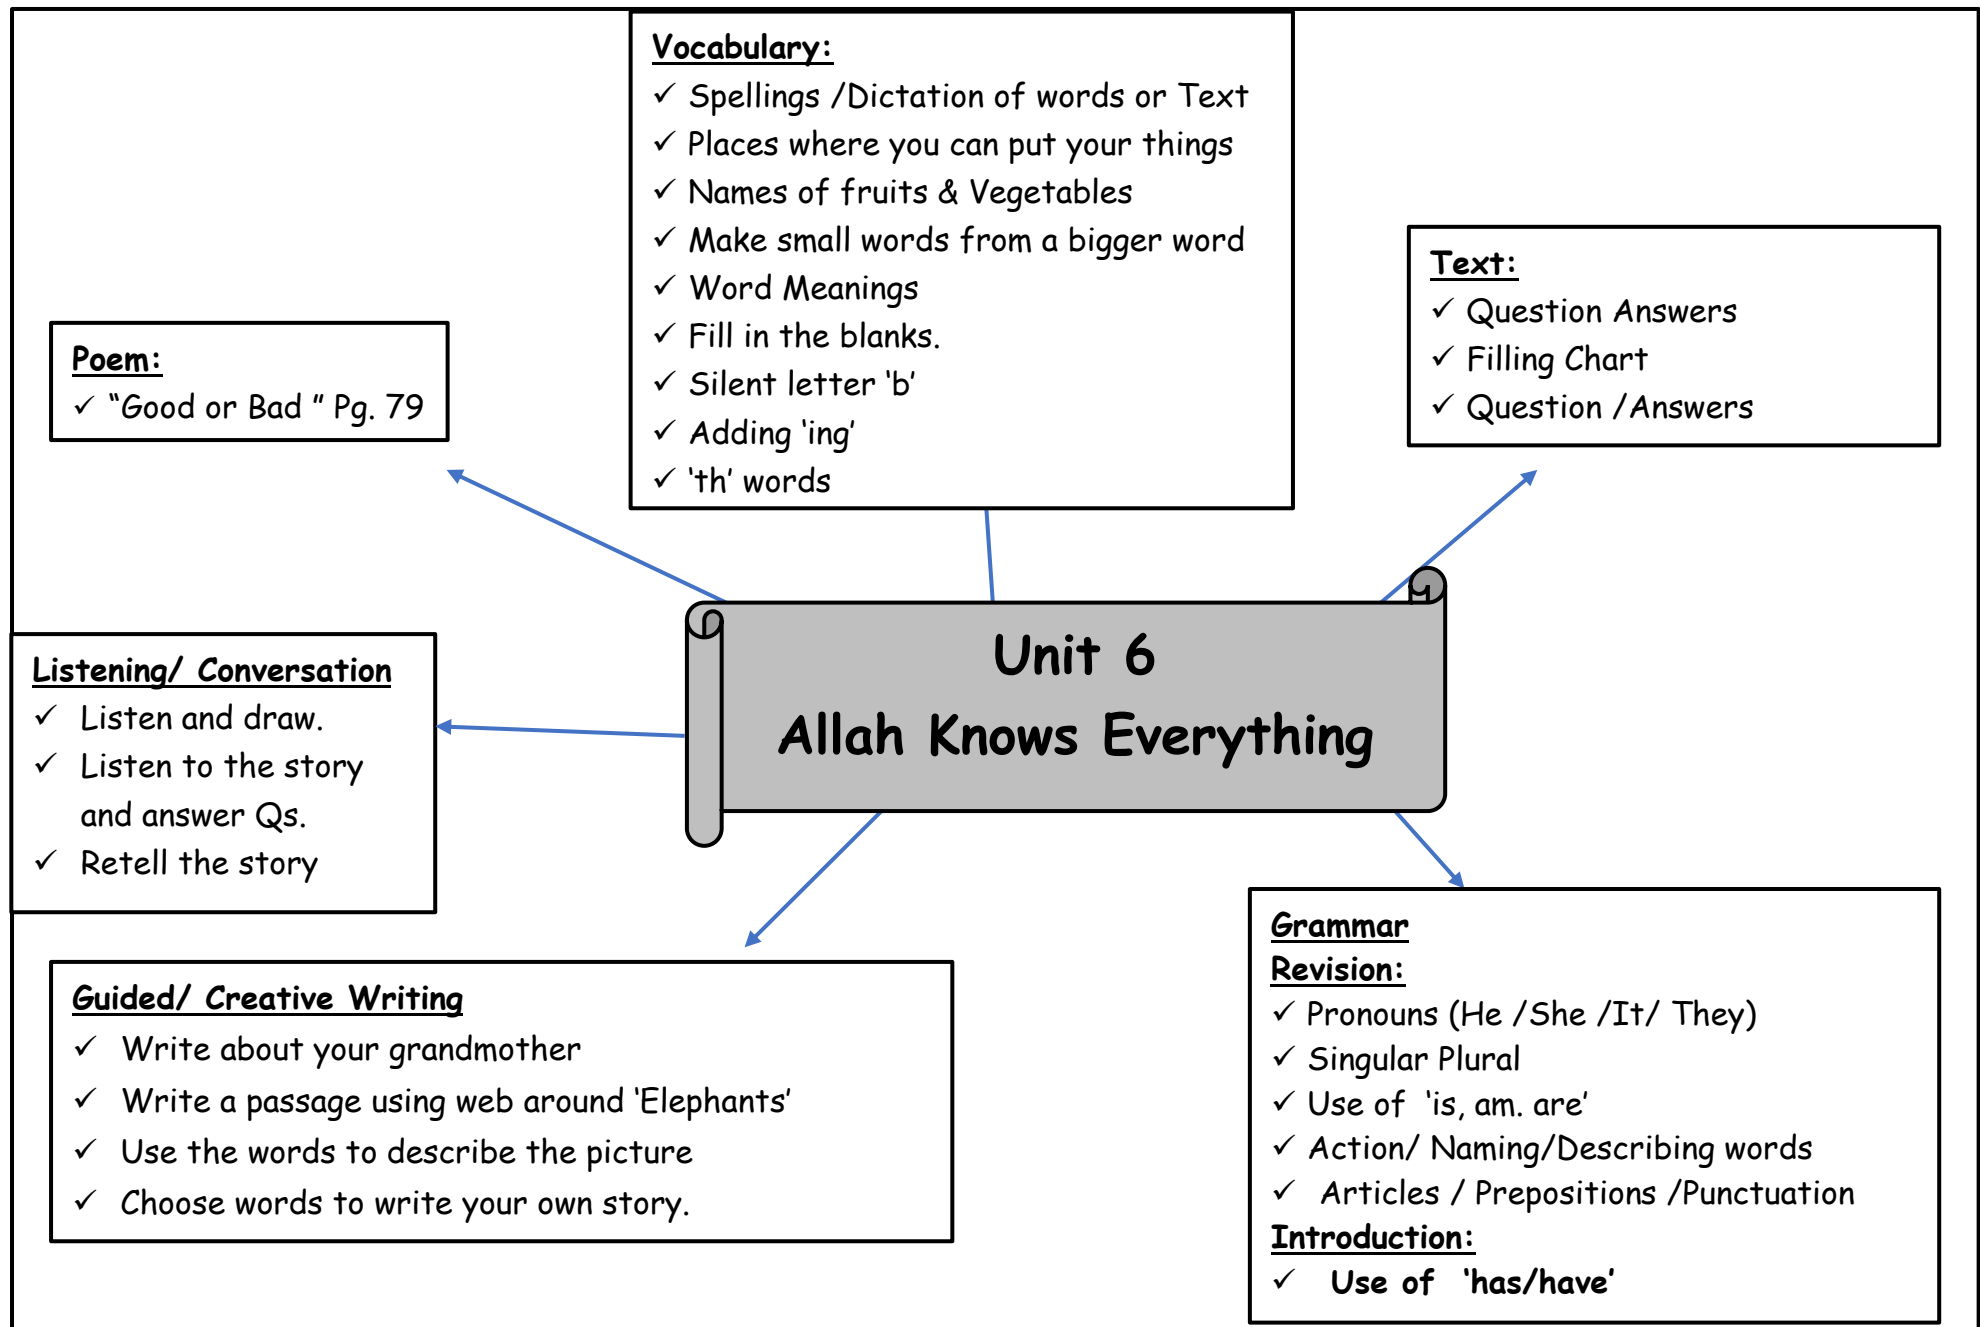 Vocabulary:
✓ Spellings /Dictation of words or Text
✓ Places where you can put your things
✓ Names of fruits & Vegetables
✓ Make small words from a bigger word
✓ Word Meanings
✓ Fill in the blanks.
✓ Silent letter ‘b’
✓ Adding ‘ing’
✓ ‘th’ words
Text:
✓ Question Answers
✓ Filling Chart
✓ Question /Answers
Poem:
✓ “Good or Bad ” Pg. 79
Unit 6
Allah Knows Everything
Listening/ Conversation
✓ Listen and draw.
✓ Listen to the story
and answer Qs.
✓ Retell the story
Guided/ Creative Writing
✓ Write about your grandmother
✓ Write a passage using web around ‘Elephants’
✓ Use the words to describe the picture
✓ Choose words to write your own story.
Grammar
Revision:
✓ Pronouns (He /She /It/ They)
✓ Singular Plural
✓ Use of ‘is, am. are’
✓ Action/ Naming/Describing words
✓ Articles / Prepositions /Punctuation
Introduction:
✓ Use of ‘has/have’